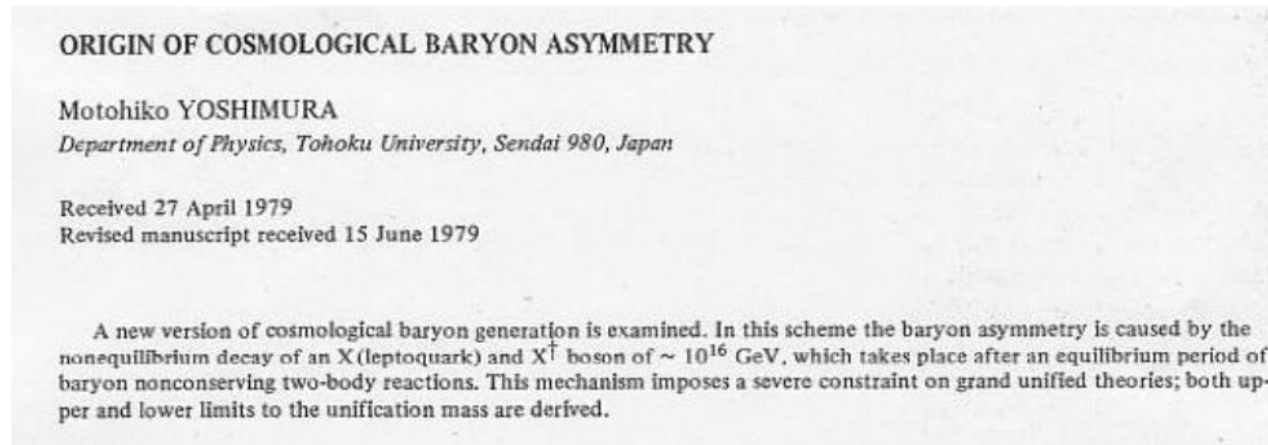 ORIGIN OF COSMOLOGICAL BARYON ASYMMETRY
Motohiko YOSHIMURA
Department of Physics, Tohoku University, Sendai 980, Japan
Received 27 April 1979
Revised manuscript received 15 June 1979
A new version of cosmological baryon generation is examined. In this scheme the baryon asymmetry is caused by the
nonequilibrium decay of an X (leptoquark) and X† boson of ~ 10¹⁶ GeV, which takes place after an equilibrium period of
baryon nonconserving two-body reactions. This mechanism imposes a severe constraint on grand unified theories; both up-
per and lower limits to the unification mass are derived.